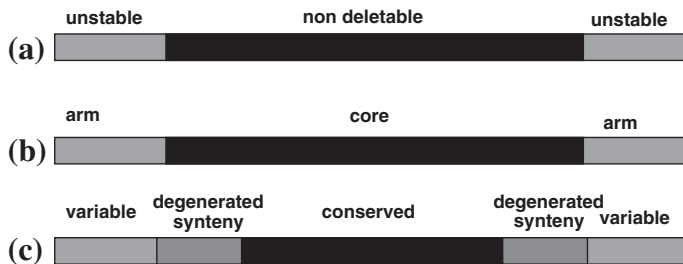 unstable non deletable unstable
(a)
arm core arm
(b)
variable degenerated synteny conserved degenerated synteny variable
(c)